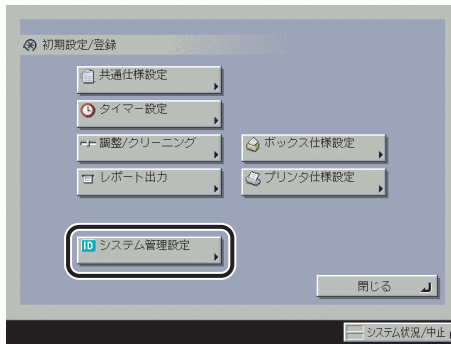 初期設定/登録
共通仕様設定
タイマー設定
調整/クリーニング
ボックス仕様設定
レポート出力
プリンタ仕様設定
ID システム管理設定
閉じる
システム状況/中止